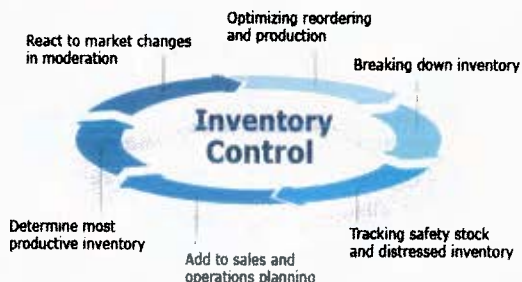 Optimizing reordering
and production
React to market changes
in moderation
Breaking down inventory
Inventory
Control
Determine most
productive inventory
Tracking safety stock
and distressed inventory
Add to sales and
operations planning